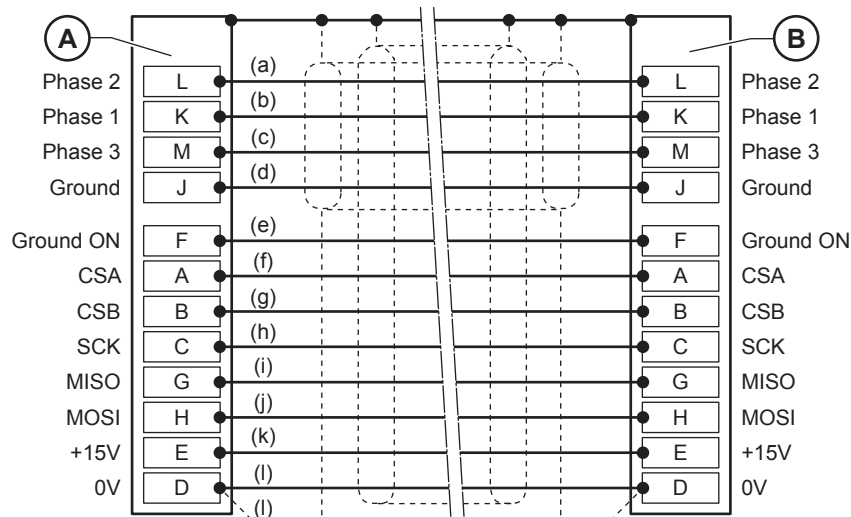 A B
Phase 2 L (a) L Phase 2
Phase 1 K (b) K Phase 1
Phase 3 M (c) M Phase 3
Ground J (d) J Ground
Ground ON F (e) F Ground ON
CSA A (f) A CSA
CSB B (g) B CSB
SCK C (h) C SCK
MISO G (i) G MISO
MOSI H (j) H MOSI
+15V E (k) E +15V
0V D (l) D 0V
(l)